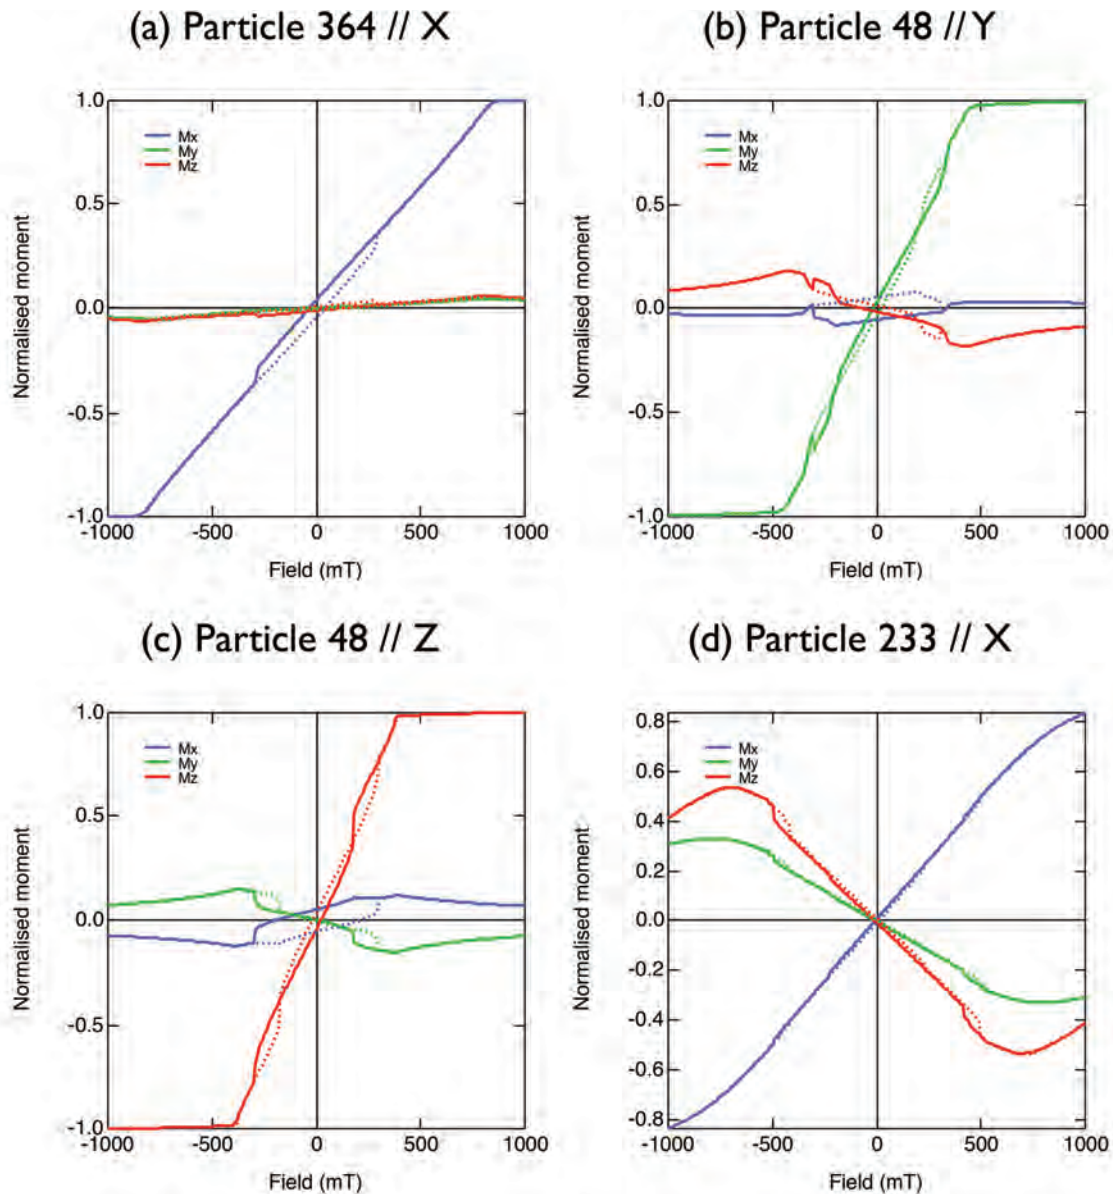 (a) Particle 364 // X
1.0
Mx
My
Mz
0.5
Normalised moment
0.0
-0.5
-1.0
-1000 -500 0 500 1000
Field (mT)
(b) Particle 48 // Y
1.0
Mx
My
Mz
0.5
Normalised moment
0.0
-0.5
-1.0
-1000 -500 0 500 1000
Field (mT)
(c) Particle 48 // Z
1.0
Mx
My
Mz
0.5
Normalised moment
0.0
-0.5
-1.0
-1000 -500 0 500 1000
Field (mT)
(d) Particle 233 // X
0.8
Mx
My
Mz
0.6
0.4
0.2
Normalised moment
0.0
-0.2
-0.4
-0.6
-0.8
-1000 -500 0 500 1000
Field (mT)